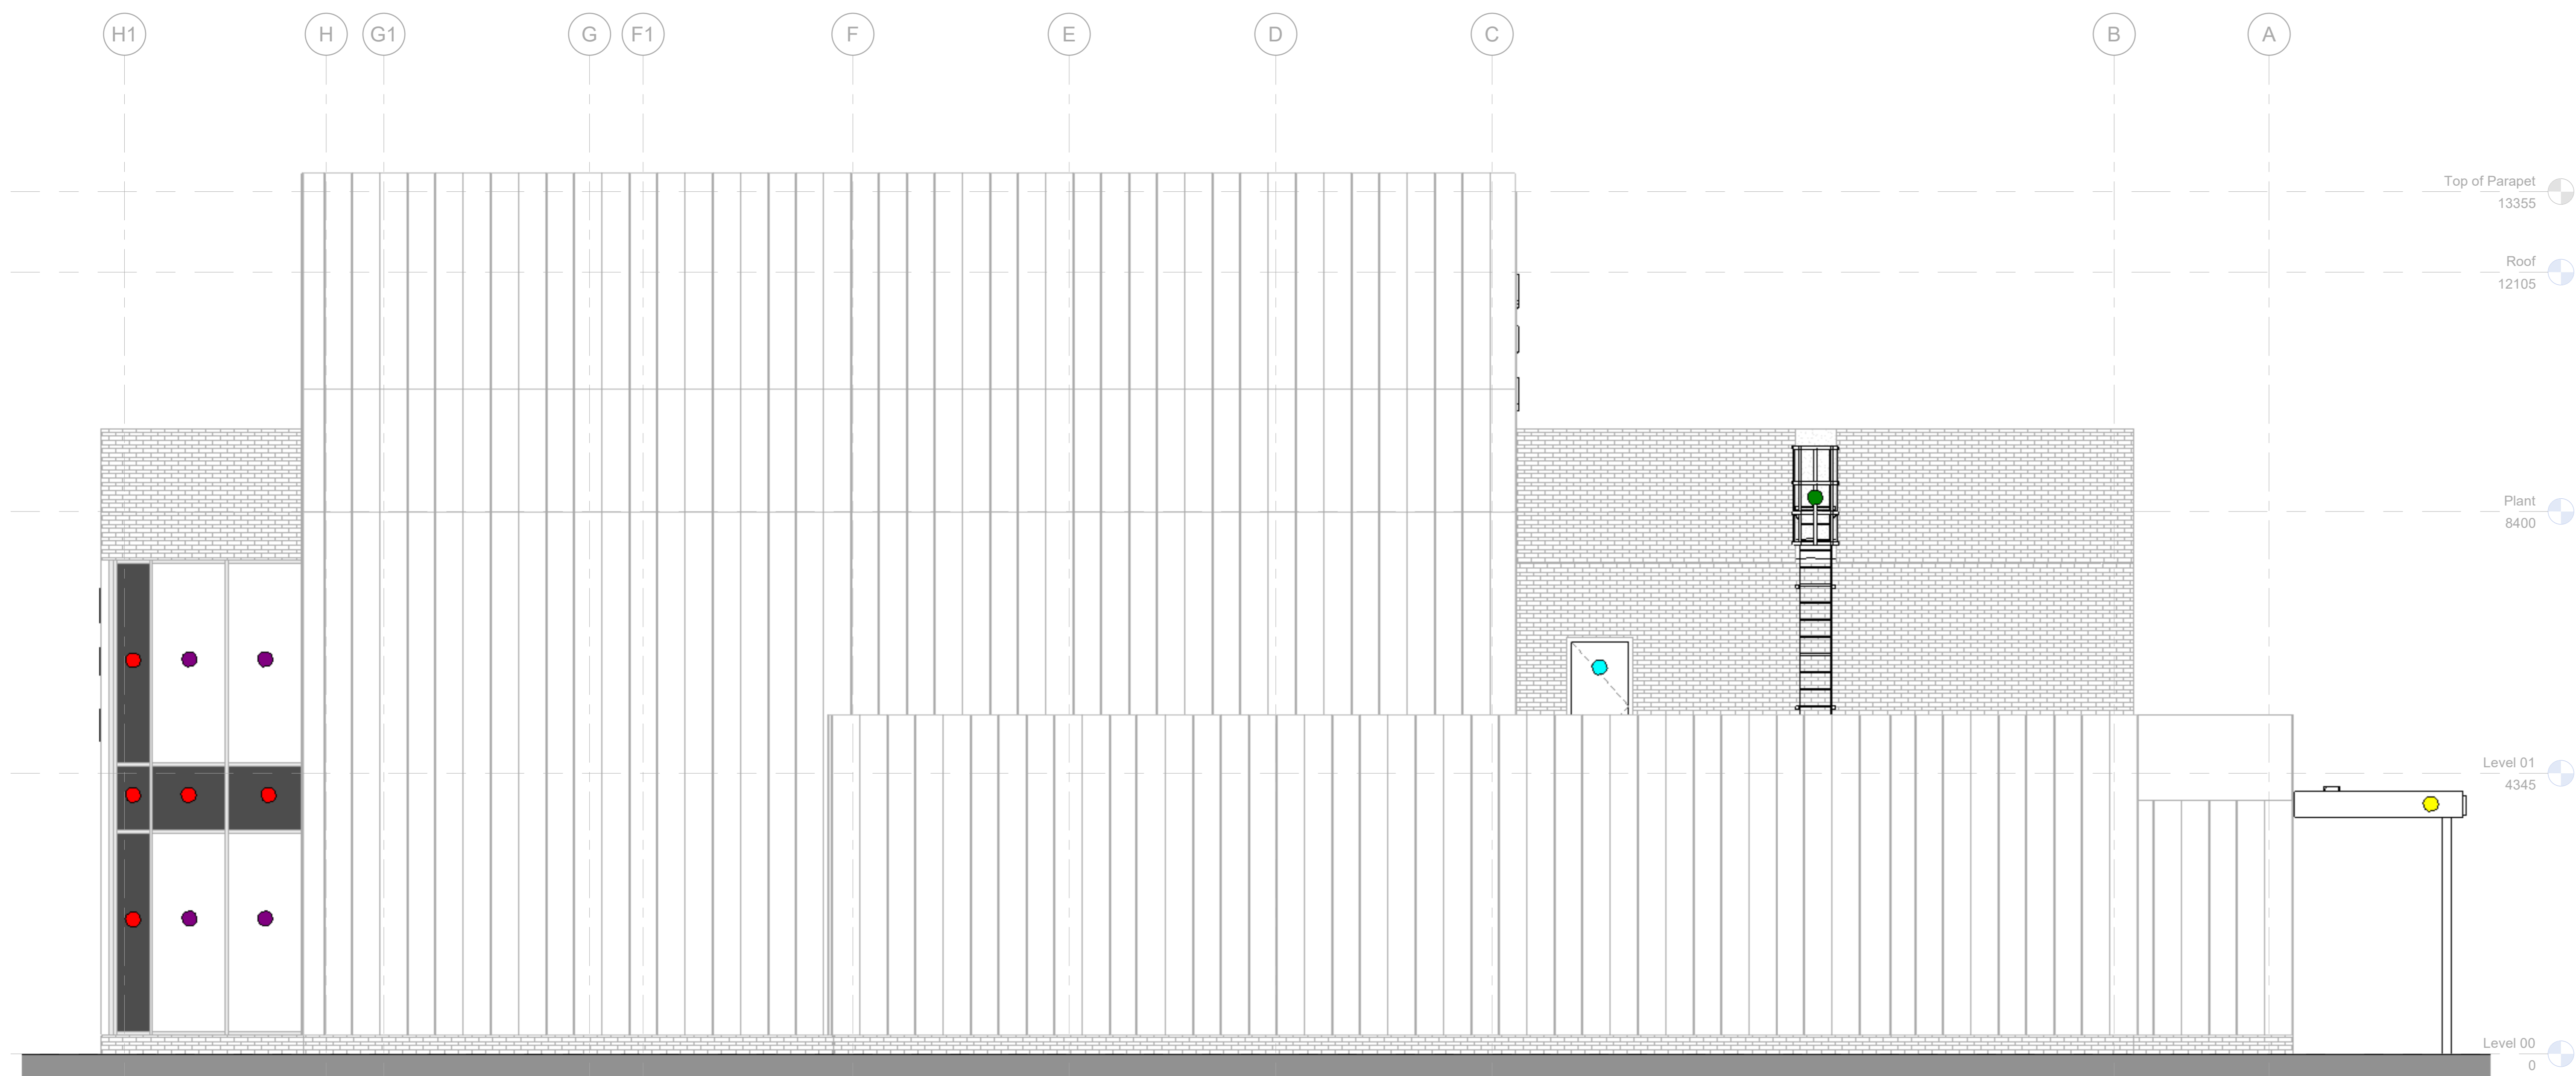 H1 H G1 G F1 F E D C B A
Top of Parapet
13355
Roof
12105
Plant
8400
Level 01
4345
Level 00
0